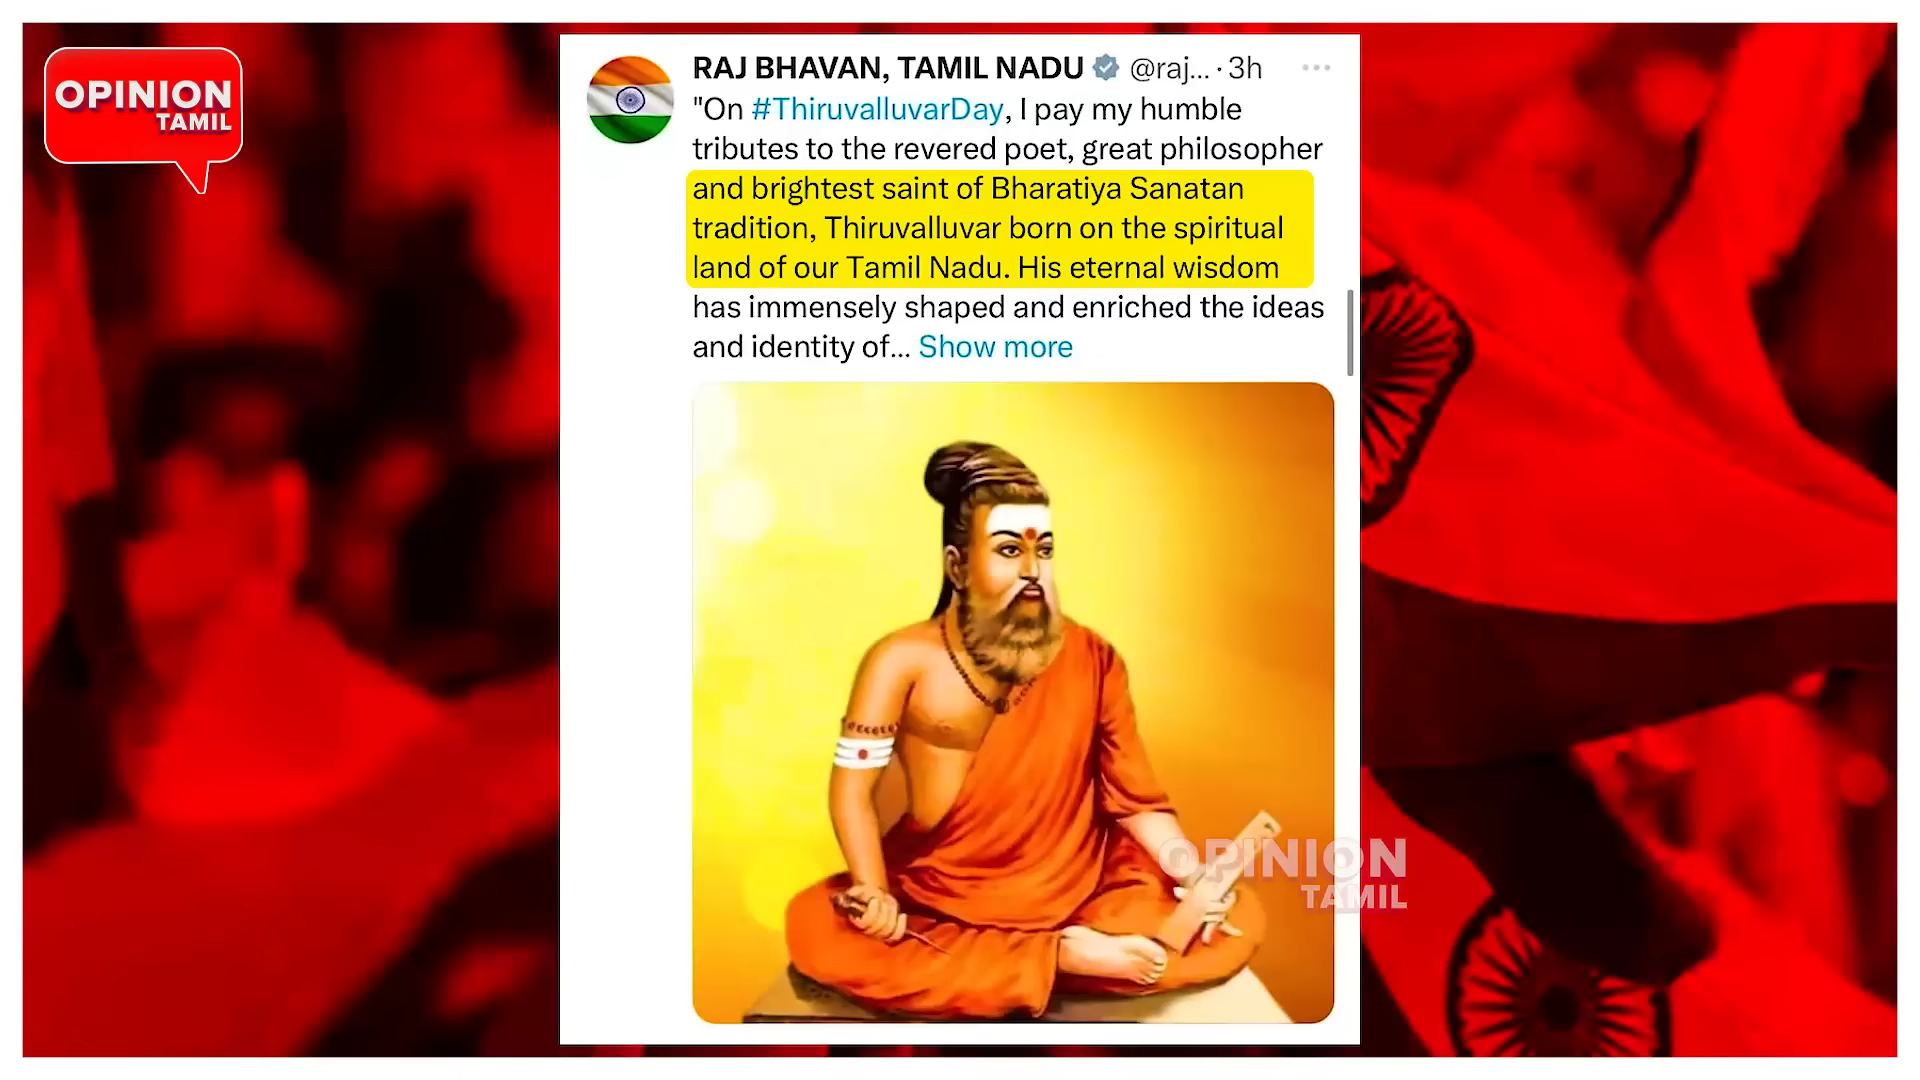 OPINION
TAMIL
RAJ BHAVAN, TAMIL NADU @raj... · 3h
"On #ThiruvalluvarDay, I pay my humble
tributes to the revered poet, great philosopher
and brightest saint of Bharatiya Sanatan
tradition, Thiruvalluvar born on the spiritual
land of our Tamil Nadu. His eternal wisdom
has immensely shaped and enriched the ideas
and identity of... Show more
OPINION
TAMIL